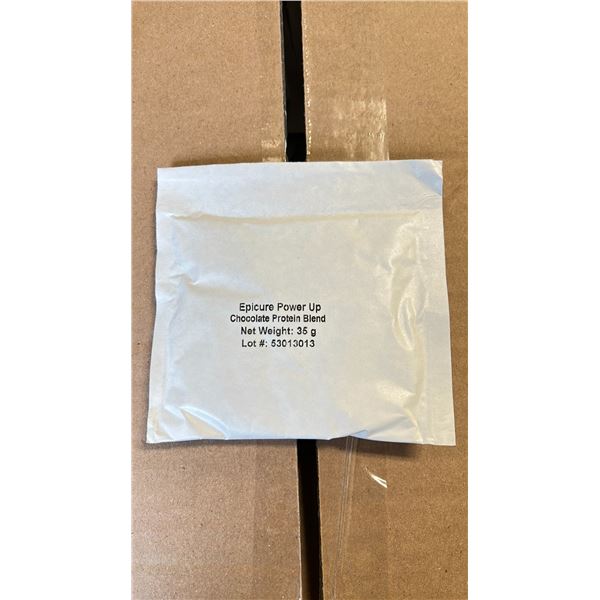 Epicure Power Up
Chocolate Protein Blend
Net Weight: 35 g
Lot #: 53013013